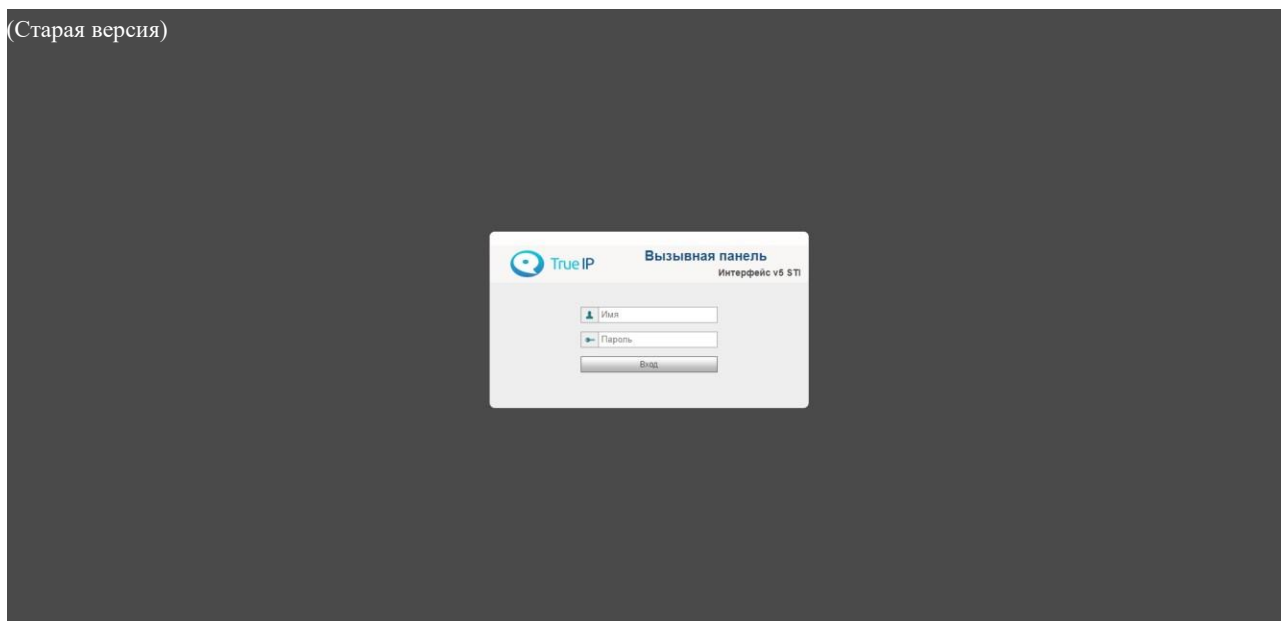 (Старая версия)
True IP
Вызывная панель
Интерфейс v5 STI
Имя
Пароль
Вход